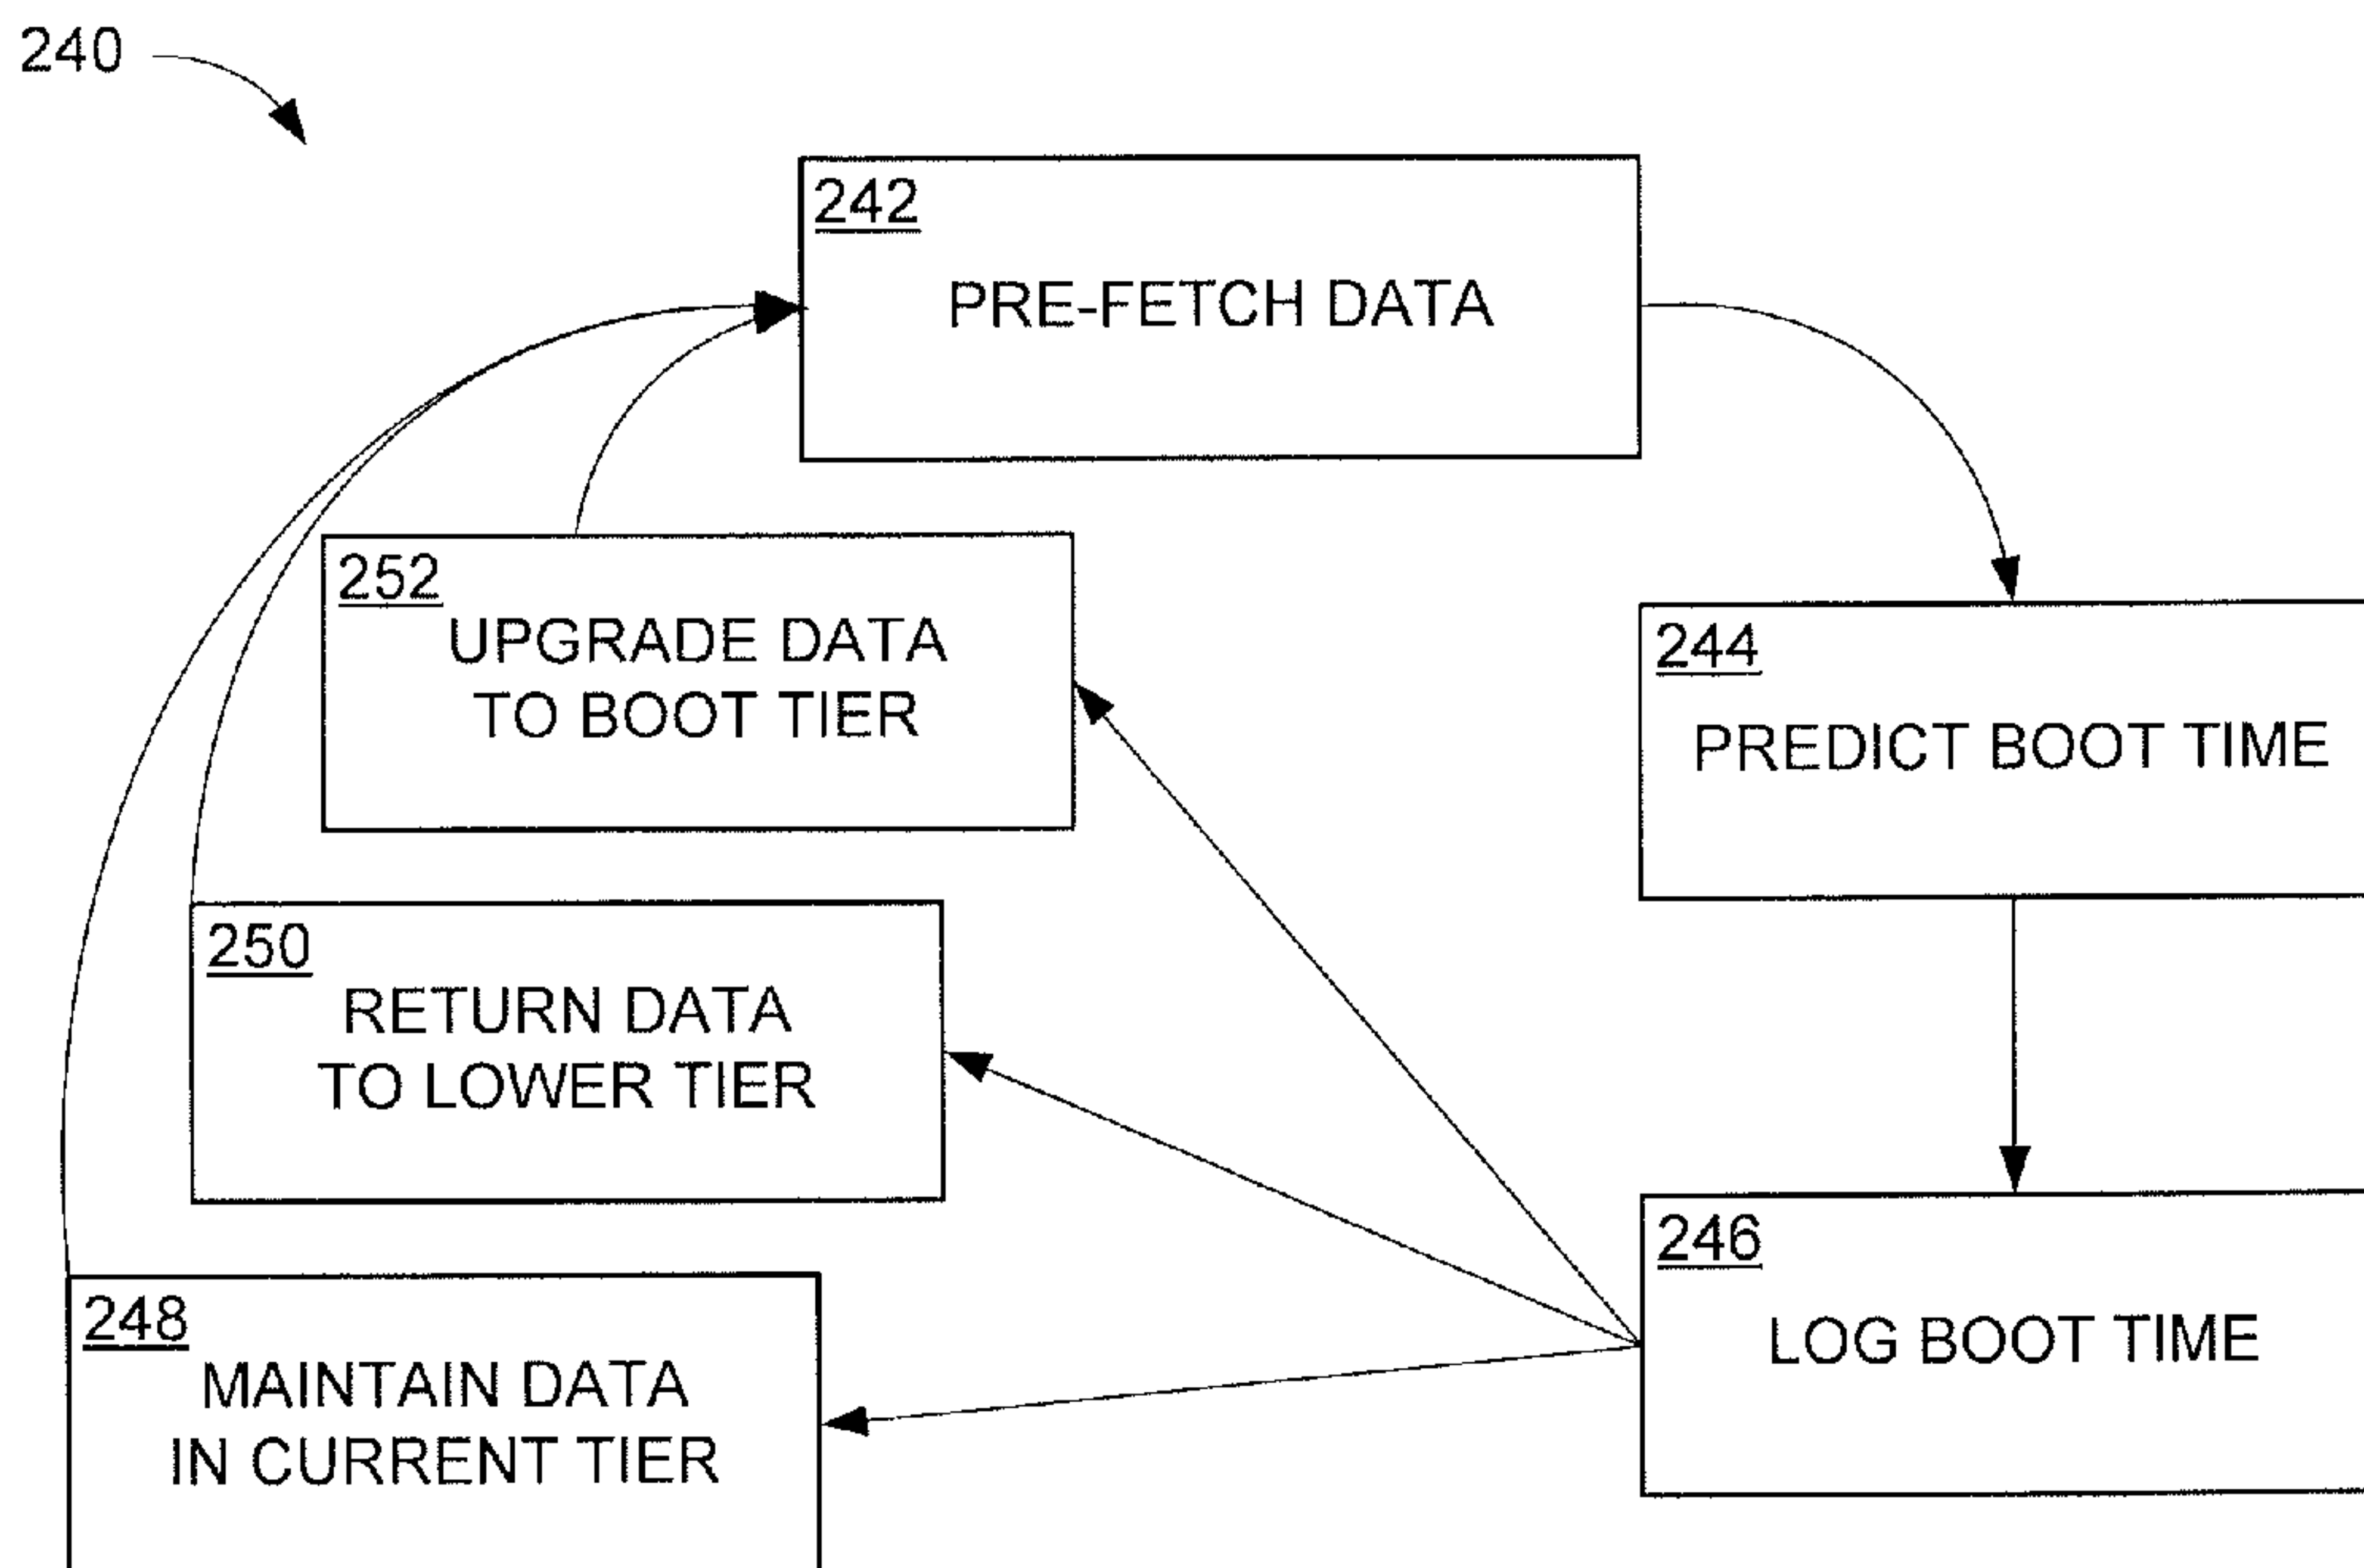 240
242
PRE-FETCH DATA
252
UPGRADE DATA
TO BOOT TIER
244
PREDICT BOOT TIME
250
RETURN DATA
TO LOWER TIER
246
LOG BOOT TIME
248
MAINTAIN DATA
IN CURRENT TIER